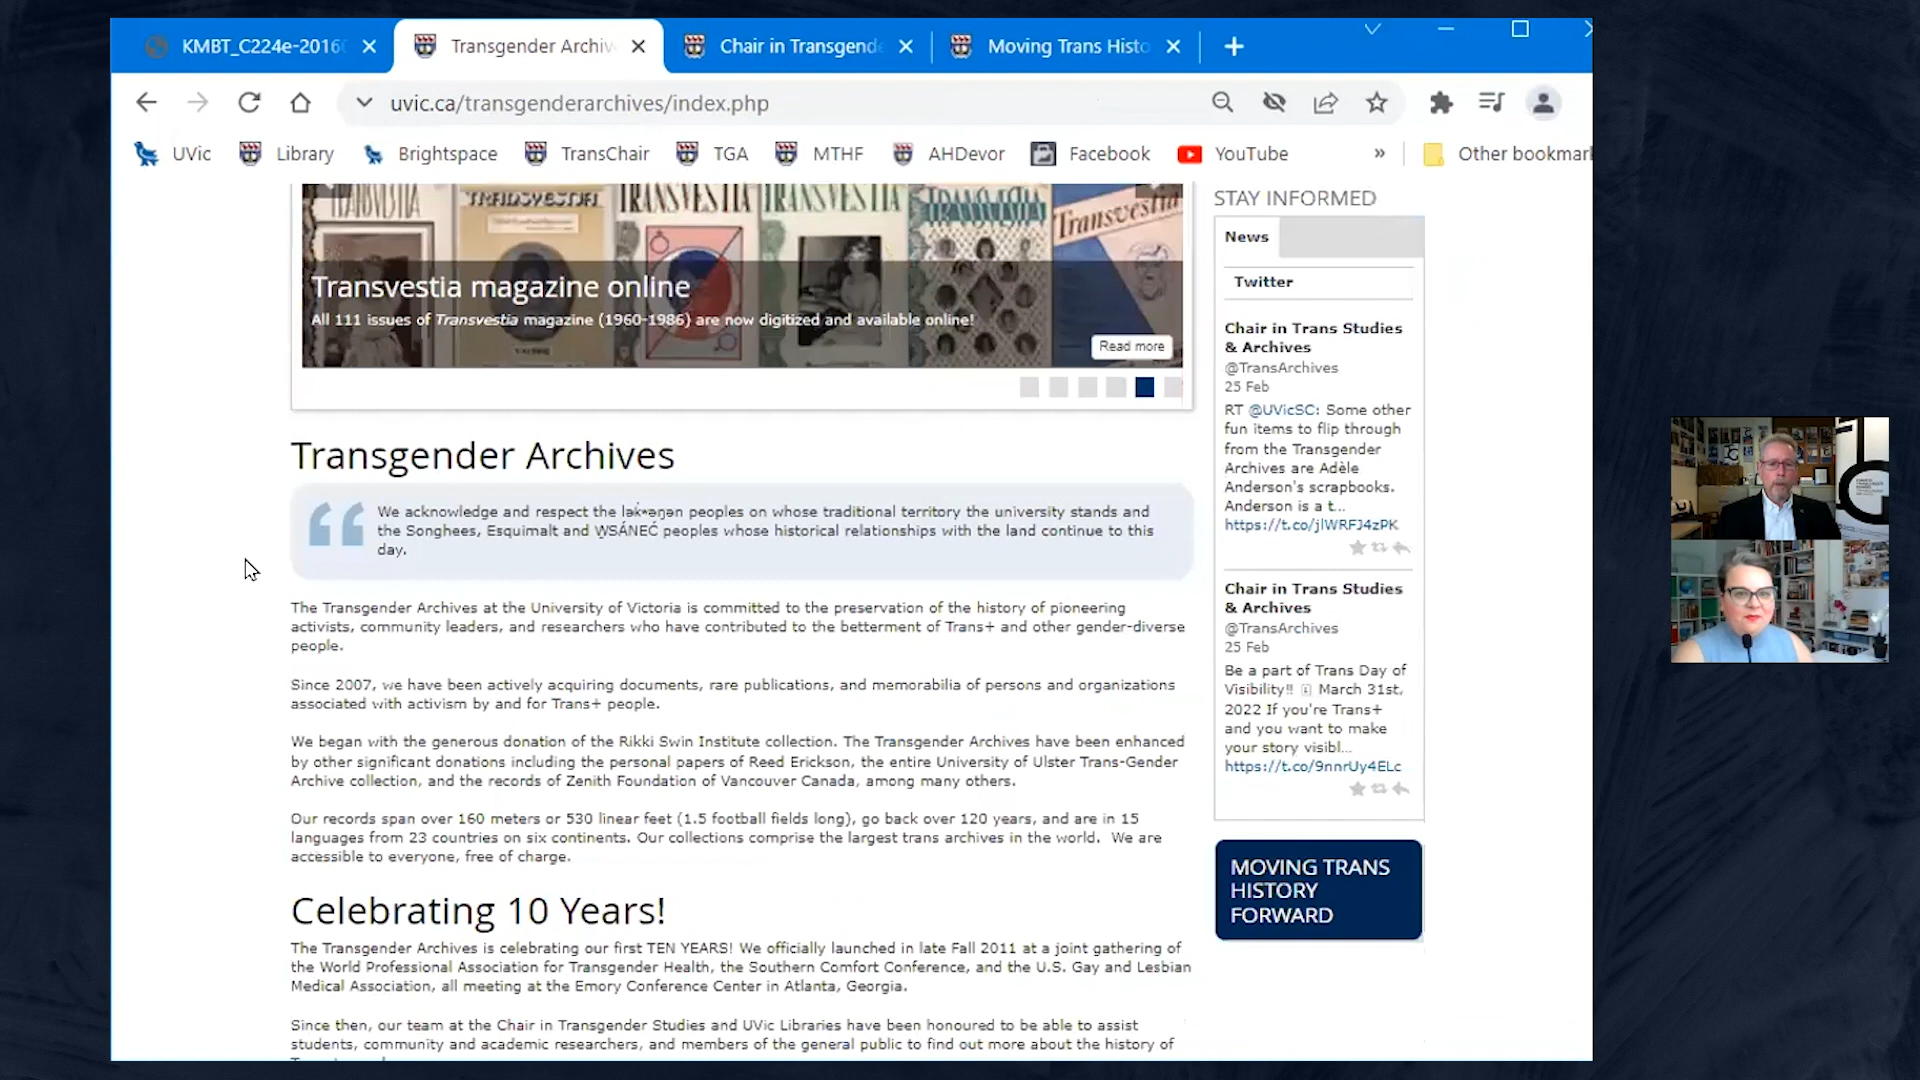 KMBT_C224e-2016
Transgender Archiv
Chair in Transgend
Moving Trans Histo
uvic.ca/transgenderarchives/index.php
UVic
Library
Brightspace
TransChair
TGA
MTHF
AHDevor
Facebook
YouTube
»
Other bookmar
TRANSVESTIA
TRANSVESTIA
TRANSVESTIA
TRANSVESTIA
TRANSVESTIA
Transvestia
Transvestia magazine online
All 111 issues of Transvestia magazine (1960-1986) are now digitized and available online!
Read more
Transgender Archives
We acknowledge and respect the lək̓ʷəŋən peoples on whose traditional territory the university stands and
the Songhees, Esquimalt and W̱SÁNEĆ peoples whose historical relationships with the land continue to this
day.
The Transgender Archives at the University of Victoria is committed to the preservation of the history of pioneering
activists, community leaders, and researchers who have contributed to the betterment of Trans+ and other gender-diverse
people.
Since 2007, we have been actively acquiring documents, rare publications, and memorabilia of persons and organizations
associated with activism by and for Trans+ people.
We began with the generous donation of the Rikki Swin Institute collection. The Transgender Archives have been enhanced
by other significant donations including the personal papers of Reed Erickson, the entire University of Ulster Trans-Gender
Archive collection, and the records of Zenith Foundation of Vancouver Canada, among many others.
Our records span over 160 meters or 530 linear feet (1.5 football fields long), go back over 120 years, and are in 15
languages from 23 countries on six continents. Our collections comprise the largest trans archives in the world. We are
accessible to everyone, free of charge.
Celebrating 10 Years!
The Transgender Archives is celebrating our first TEN YEARS! We officially launched in late Fall 2011 at a joint gathering of
the World Professional Association for Transgender Health, the Southern Comfort Conference, and the U.S. Gay and Lesbian
Medical Association, all meeting at the Emory Conference Center in Atlanta, Georgia.
Since then, our team at the Chair in Transgender Studies and UVic Libraries have been honoured to be able to assist
students, community and academic researchers, and members of the general public to find out more about the history of
STAY INFORMED
News
Twitter
Chair in Trans Studies
& Archives
@TransArchives
25 Feb
RT @UVicSC: Some other
fun items to flip through
from the Transgender
Archives are Adèle
Anderson's scrapbooks.
Anderson is a t...
https://t.co/jlWRFJ4zPK
Chair in Trans Studies
& Archives
@TransArchives
25 Feb
Be a part of Trans Day of
Visibility!! March 31st,
2022 If you're Trans+
and you want to make
your story visibl...
https://t.co/9nnrUy4ELc
MOVING TRANS
HISTORY
FORWARD